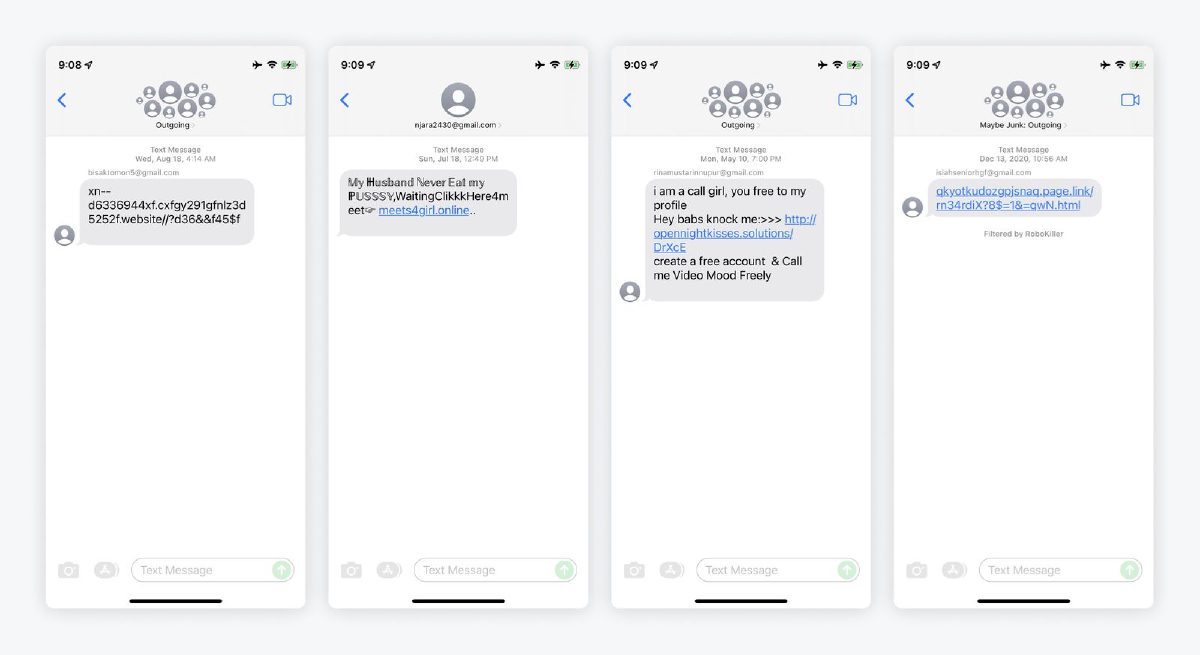 9:08
Outgoing
Text Message
Wed, Aug 18, 4:14 AM
bisaktomon5@gmail.com
xn--
d6336944xf.cxfgy291gfnlz3d
5252f.website//?d36&&f45$f
Text Message
9:09
njara2430@gmail.com
Text Message
Sun, Jul 18, 12:49 PM
𝕄y ℍusband ℕever Eat my
ℙUSSSY,WaitingClikkkHere4m
eet☞ meets4girl.online..
Text Message
9:09
Outgoing
Text Message
Mon, May 10, 7:00 PM
rinamustarinnupur@gmail.com
i am a call girl, you free to my
profile
Hey babs knock me:>>> http://
opennightkisses.solutions/
DrXcE
create a free account  & Call
me Video Mood Freely
Text Message
9:09
Maybe Junk: Outgoing
Text Message
Dec 13, 2020, 10:56 AM
isiahseniorhgf@gmail.com
qkyotkudozgpjsnaq.page.link/
rn34rdiX?8$=1&=qwN.html
Filtered by RoboKiller
Text Message